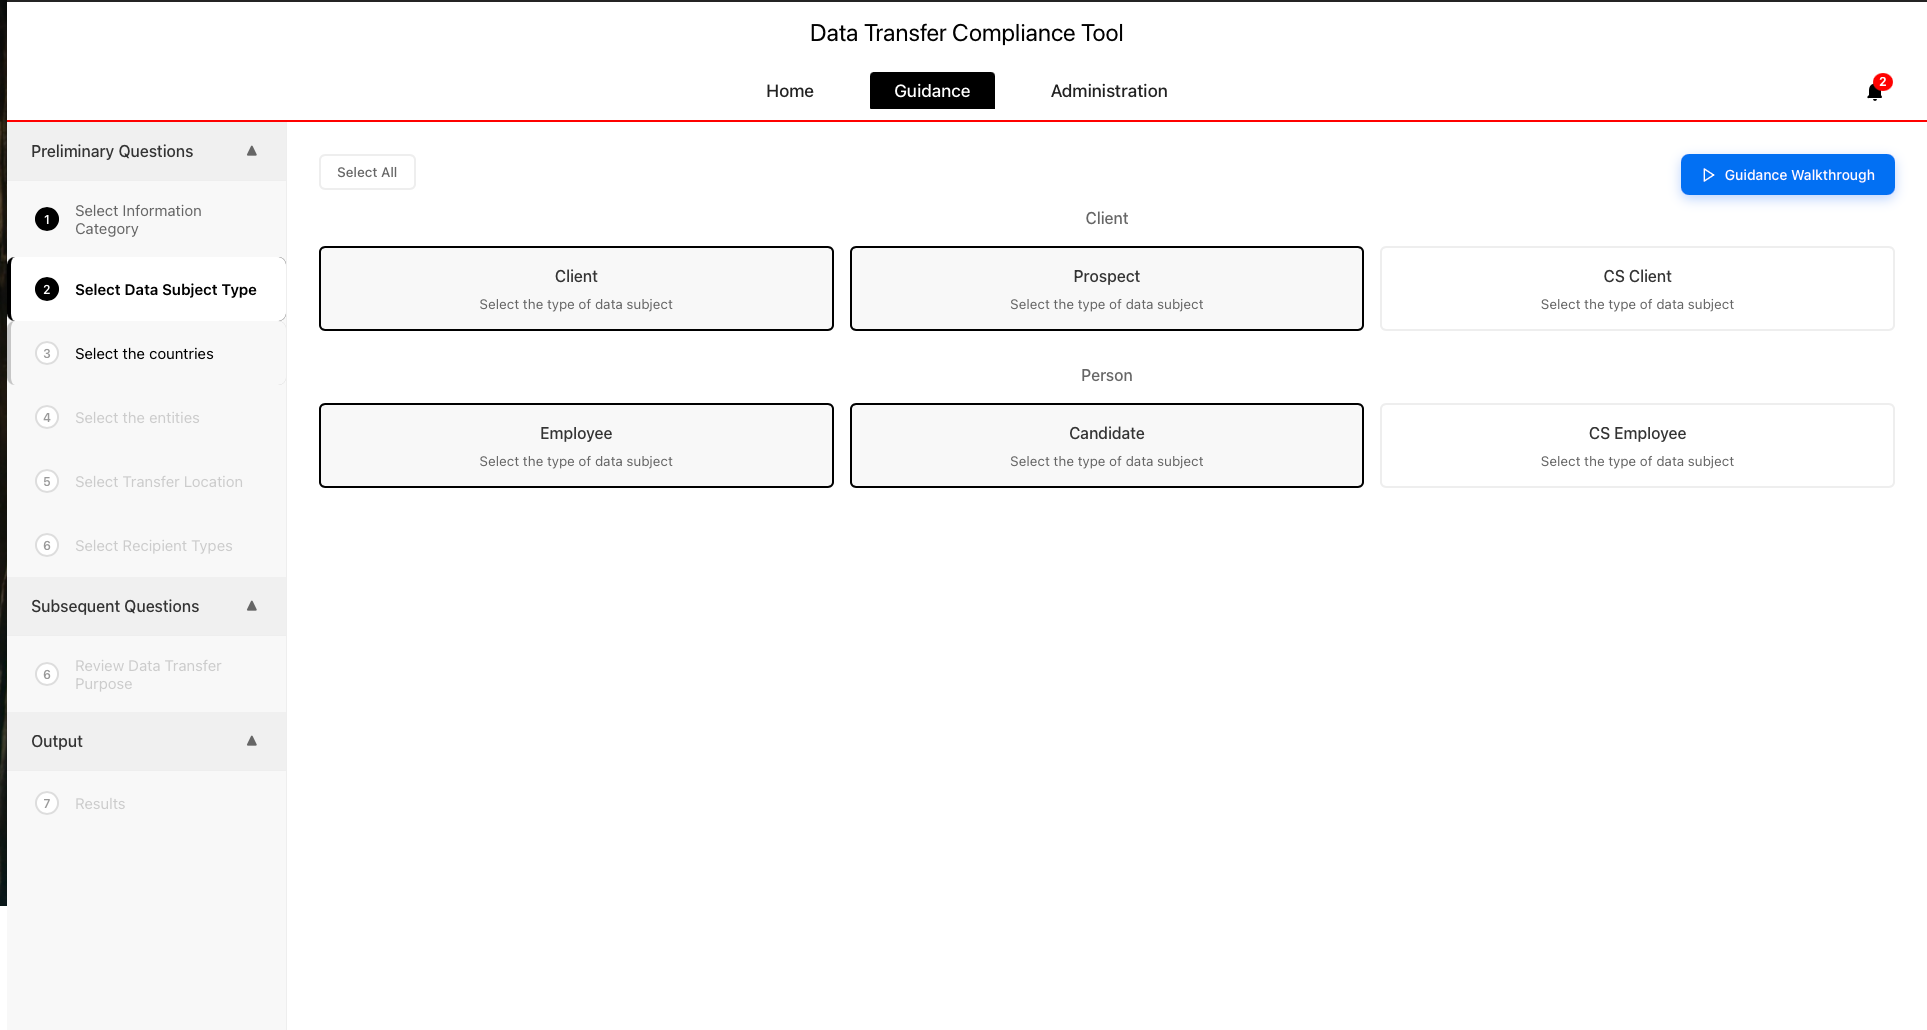 Data Transfer Compliance Tool
Home
Guidance
Administration
2
Preliminary Questions
1
Select Information
Category
2
Select Data Subject Type
3
Select the countries
4
Select the entities
5
Select Transfer Location
6
Select Recipient Types
Subsequent Questions
6
Review Data Transfer
Purpose
Output
7
Results
Select All
Guidance Walkthrough
Client
Client
Select the type of data subject
Prospect
Select the type of data subject
CS Client
Select the type of data subject
Person
Employee
Select the type of data subject
Candidate
Select the type of data subject
CS Employee
Select the type of data subject